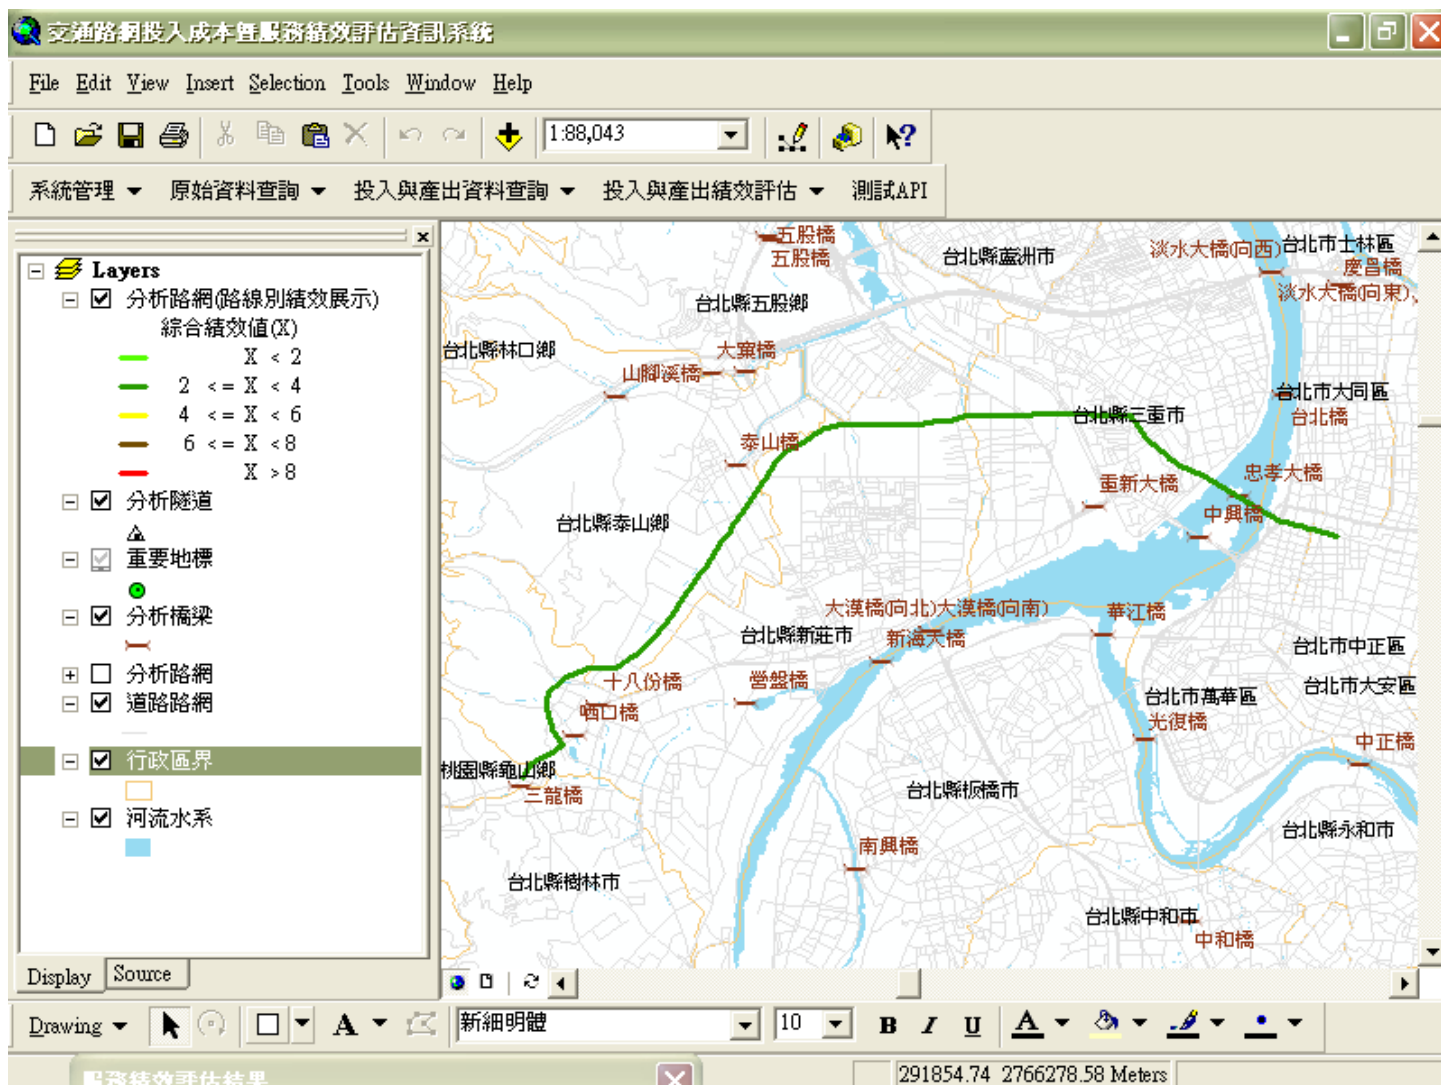 交通路網投入成本暨服務績效評估資訊系統
File Edit View Insert Selection Tools Window Help
1:88,043
系統管理 原始資料查詢 投入與產出資料查詢 投入與產出績效評估 測試API
Layers
分析路網(路線別績效展示)
綜合績效值(X)
X < 2
2 <= X < 4
4 <= X < 6
6 <= X <8
X >8
分析隧道
重要地標
分析橋梁
分析路網
道路路網
行政區界
河流水系
Display Source
五股橋
五股橋
台北縣蘆洲市
淡水大橋(向西)
台北市士林區
慶昌橋
淡水大橋(向東)
台北縣五股鄉
台北縣林口鄉
大窠橋
山腳溪橋
台北市大同區
台北縣三重市
台北橋
泰山橋
忠孝大橋
重新大橋
中興橋
台北縣泰山鄉
大漢橋(向北)大漢橋(向南)
華江橋
台北縣新莊市
新海大橋
台北市中正區
十八份橋
營盤橋
台北市大安區
台北市萬華區
哂口橋
光復橋
中正橋
桃園縣龜山鄉
三龍橋
台北縣板橋市
台北縣永和市
南興橋
台北縣樹林市
台北縣中和市
中和橋
Drawing A 新細明體 10 B I U A
服務績效評估結果
291854.74 2766278.58 Meters